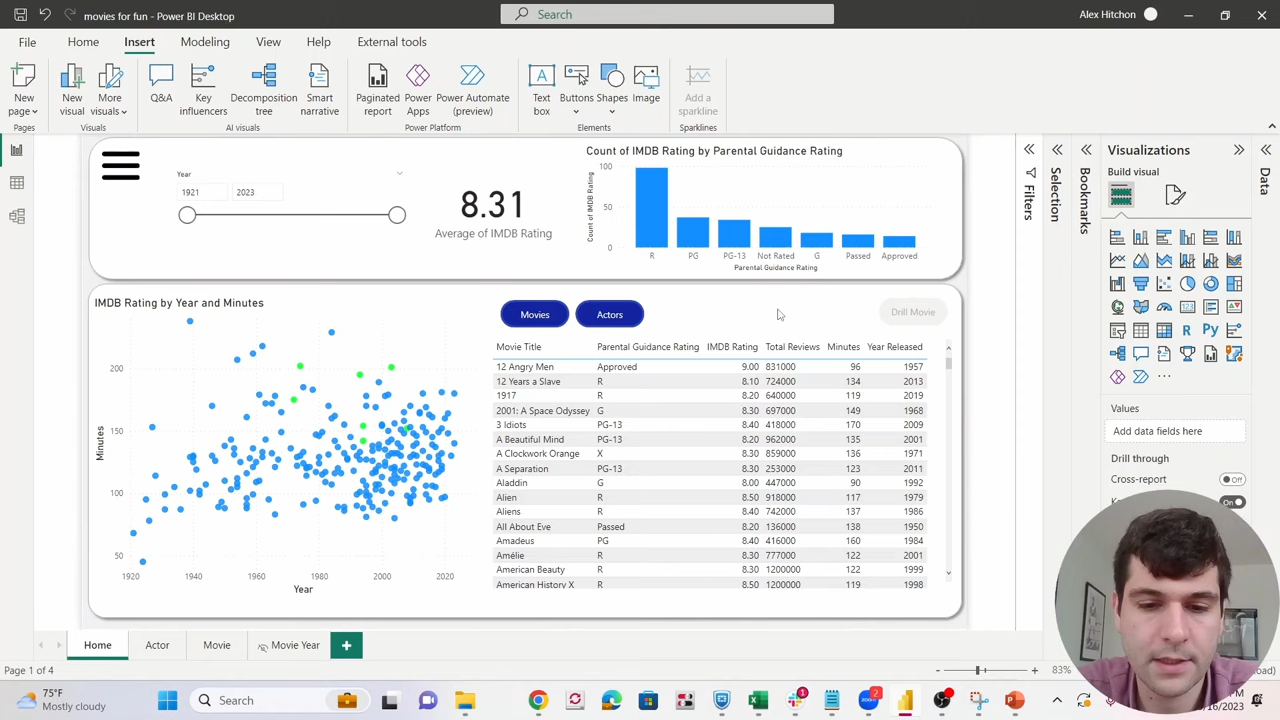 movies for fun - Power BI Desktop
Search
Alex Hitchon
File Home Insert Modeling View Help External tools
New page
New visual
More visuals
Q&A
Key influencers
Decomposition tree
Smart narrative
Paginated report
Power Apps
Power Automate (preview)
Text box
Buttons
Shapes
Image
Add a sparkline
Pages
Visuals
AI visuals
Power Platform
Elements
Sparklines
Year
1921 2023
8.31
Average of IMDB Rating
Count of IMDB Rating by Parental Guidance Rating
Count of IMDB Rating
100
50
0
R PG PG-13 Not Rated G Passed Approved
Parental Guidance Rating
IMDB Rating by Year and Minutes
Minutes
200
150
100
50
1920 1940 1960 1980 2000 2020
Year
Movies
Actors
Drill Movie
Movie Title Parental Guidance Rating IMDB Rating Total Reviews Minutes Year Released
12 Angry Men Approved 9.00 831000 96 1957
12 Years a Slave R 8.10 724000 134 2013
1917 R 8.20 640000 119 2019
2001: A Space Odyssey G 8.30 697000 149 1968
3 Idiots PG-13 8.40 418000 170 2009
A Beautiful Mind PG-13 8.20 962000 135 2001
A Clockwork Orange X 8.30 859000 136 1971
A Separation PG-13 8.30 253000 123 2011
Aladdin G 8.00 447000 90 1992
Alien R 8.50 918000 117 1979
Aliens R 8.40 742000 137 1986
All About Eve Passed 8.20 136000 138 1950
Amadeus PG 8.40 416000 160 1984
Amélie R 8.30 777000 122 2001
American Beauty R 8.30 1200000 122 1999
American History X R 8.50 1200000 119 1998
Filters
Selection
Bookmarks
Visualizations
Build visual
R
Py
123
Values
Add data fields here
Drill through
Cross-report
Off
On
Data
Home Actor Movie Movie Year
Page 1 of 4
83%
75°F
Mostly cloudy
Search
1
2